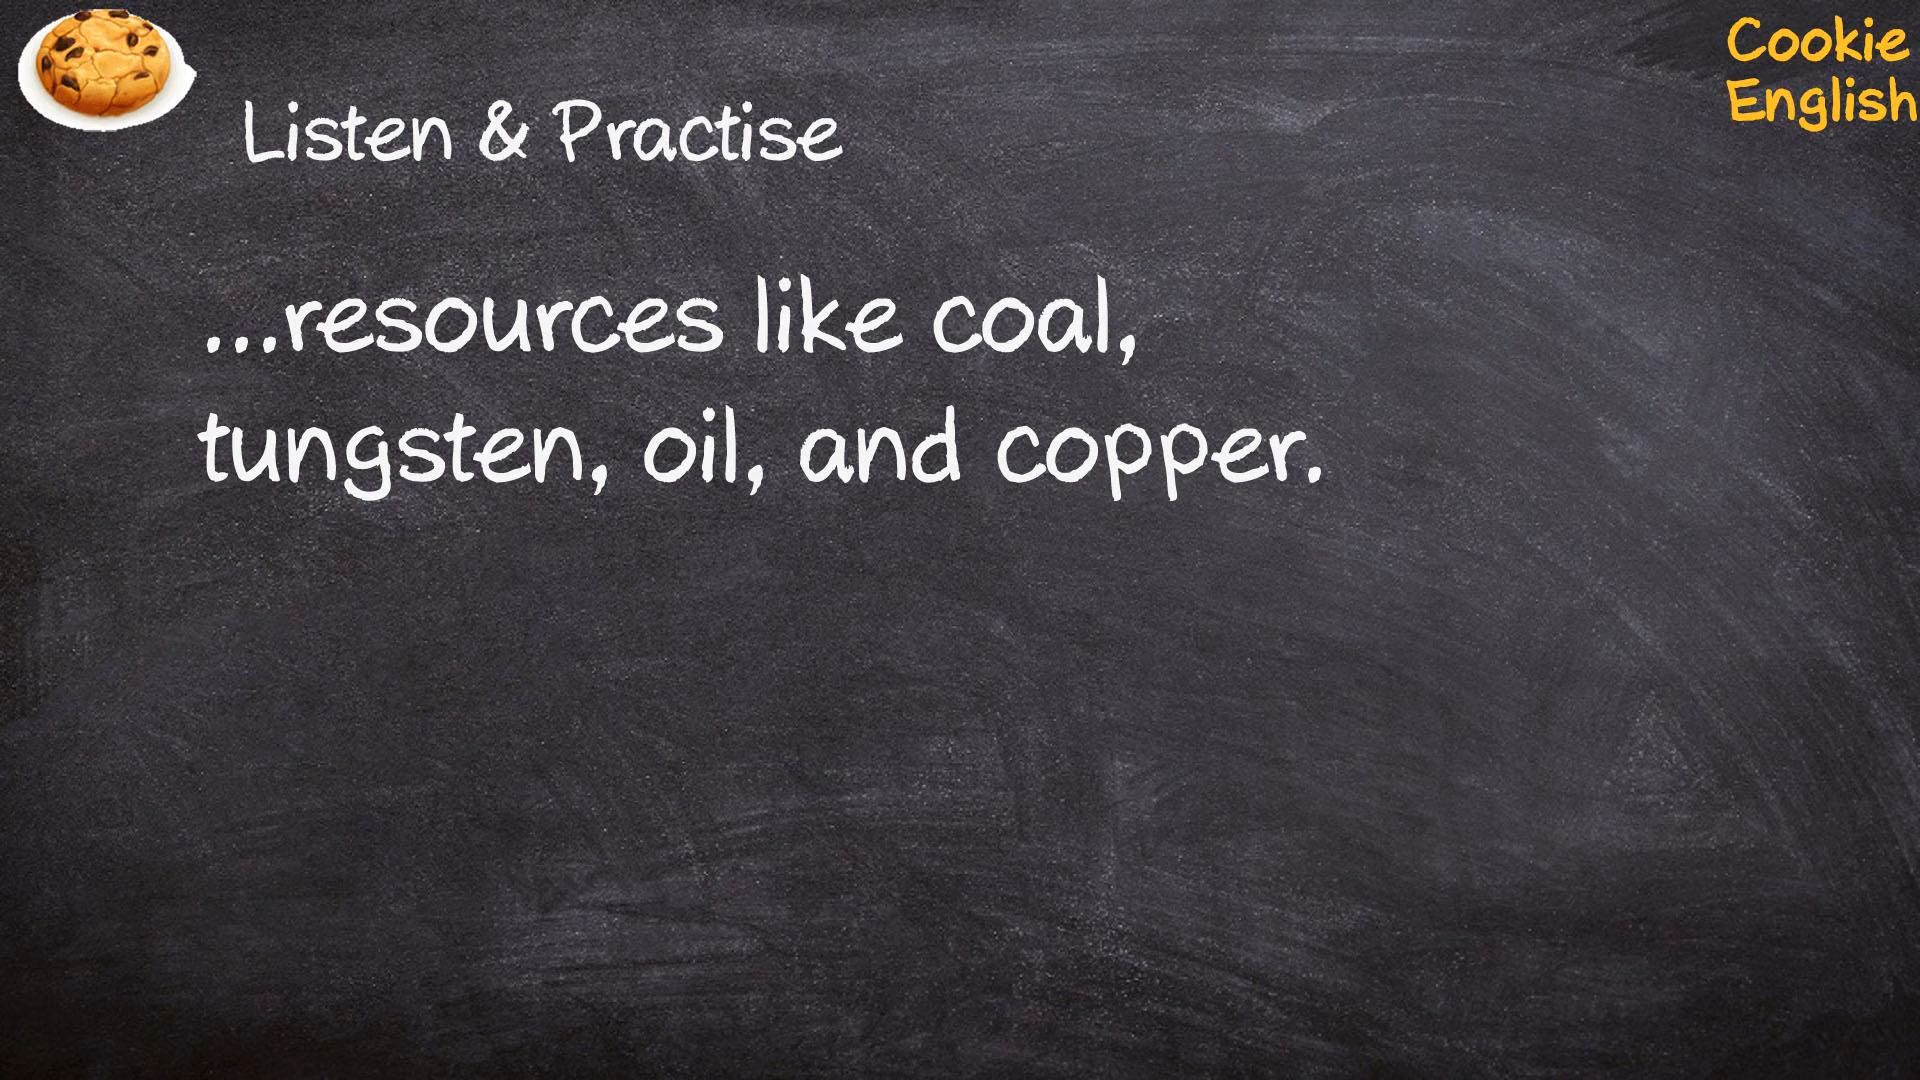 Cookie
English
Listen & Practise
...resources like coal,
tungsten, oil, and copper.